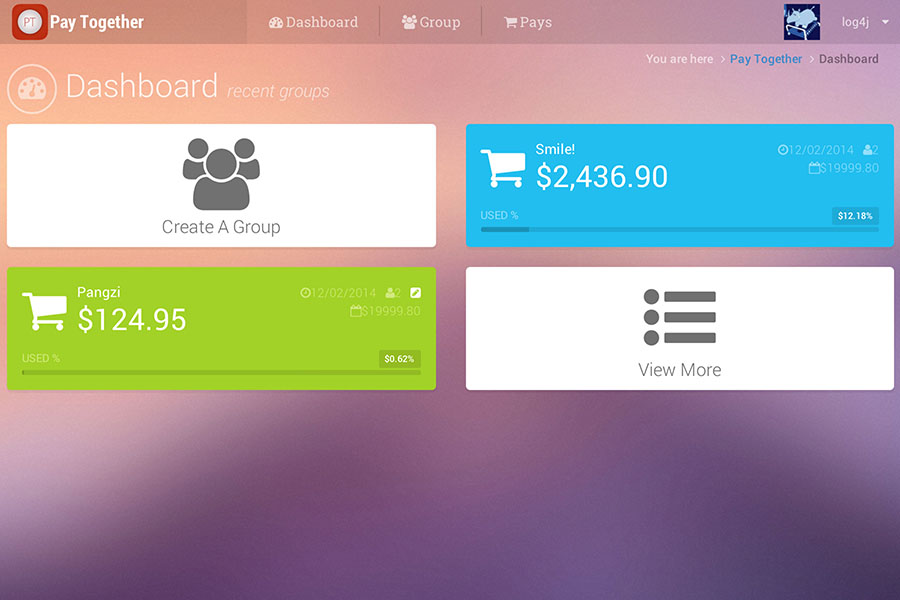 PT Pay Together Dashboard Group Pays log4j
You are here > Pay Together > Dashboard
Dashboard recent groups
Create A Group
Smile! 12/02/2014 2
$2,436.90 $19999.80
USED % $12.18%
Pangzi 12/02/2014 2
$124.95 $19999.80
USED % $0.62%
View More